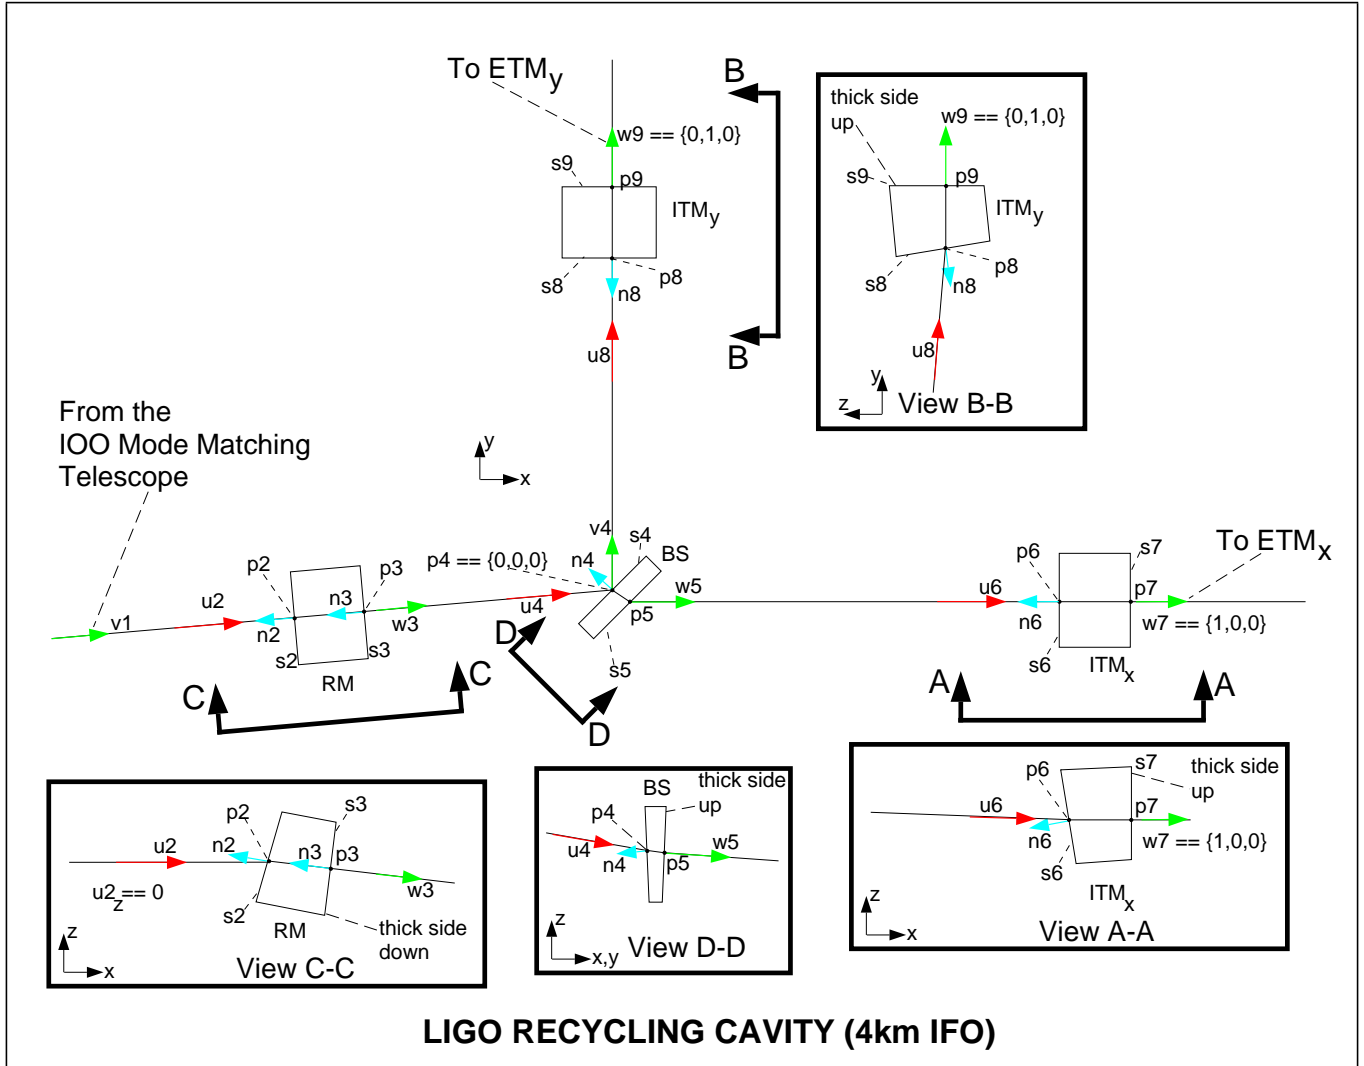 To ETMy
B
w9 == {0,1,0}
s9
p9
ITMy
s8
p8
n8
B
u8
thick side
up
w9 == {0,1,0}
s9
p9
ITMy
s8
p8
n8
u8
y
z
View B-B
From the
IOO Mode Matching
Telescope
y
x
v4
s4
BS
p4 == {0,0,0}
n4
p2
p3
u2
n3
v1
n2
w3
s2
s3
RM
u4
p5
w5
D
s5
D
C
C
p6
s7
To ETMx
u6
p7
n6
w7 == {1,0,0}
s6
ITMx
A
A
p2
s3
u2
n2
n3
p3
w3
u2z == 0
s2
RM
thick side
down
z
x
View C-C
BS
thick side
up
p4
u4
n4
p5
w5
z
x,y
View D-D
p6
s7
thick side
up
u6
p7
n6
w7 == {1,0,0}
s6
ITMx
z
x
View A-A
LIGO RECYCLING CAVITY (4km IFO)